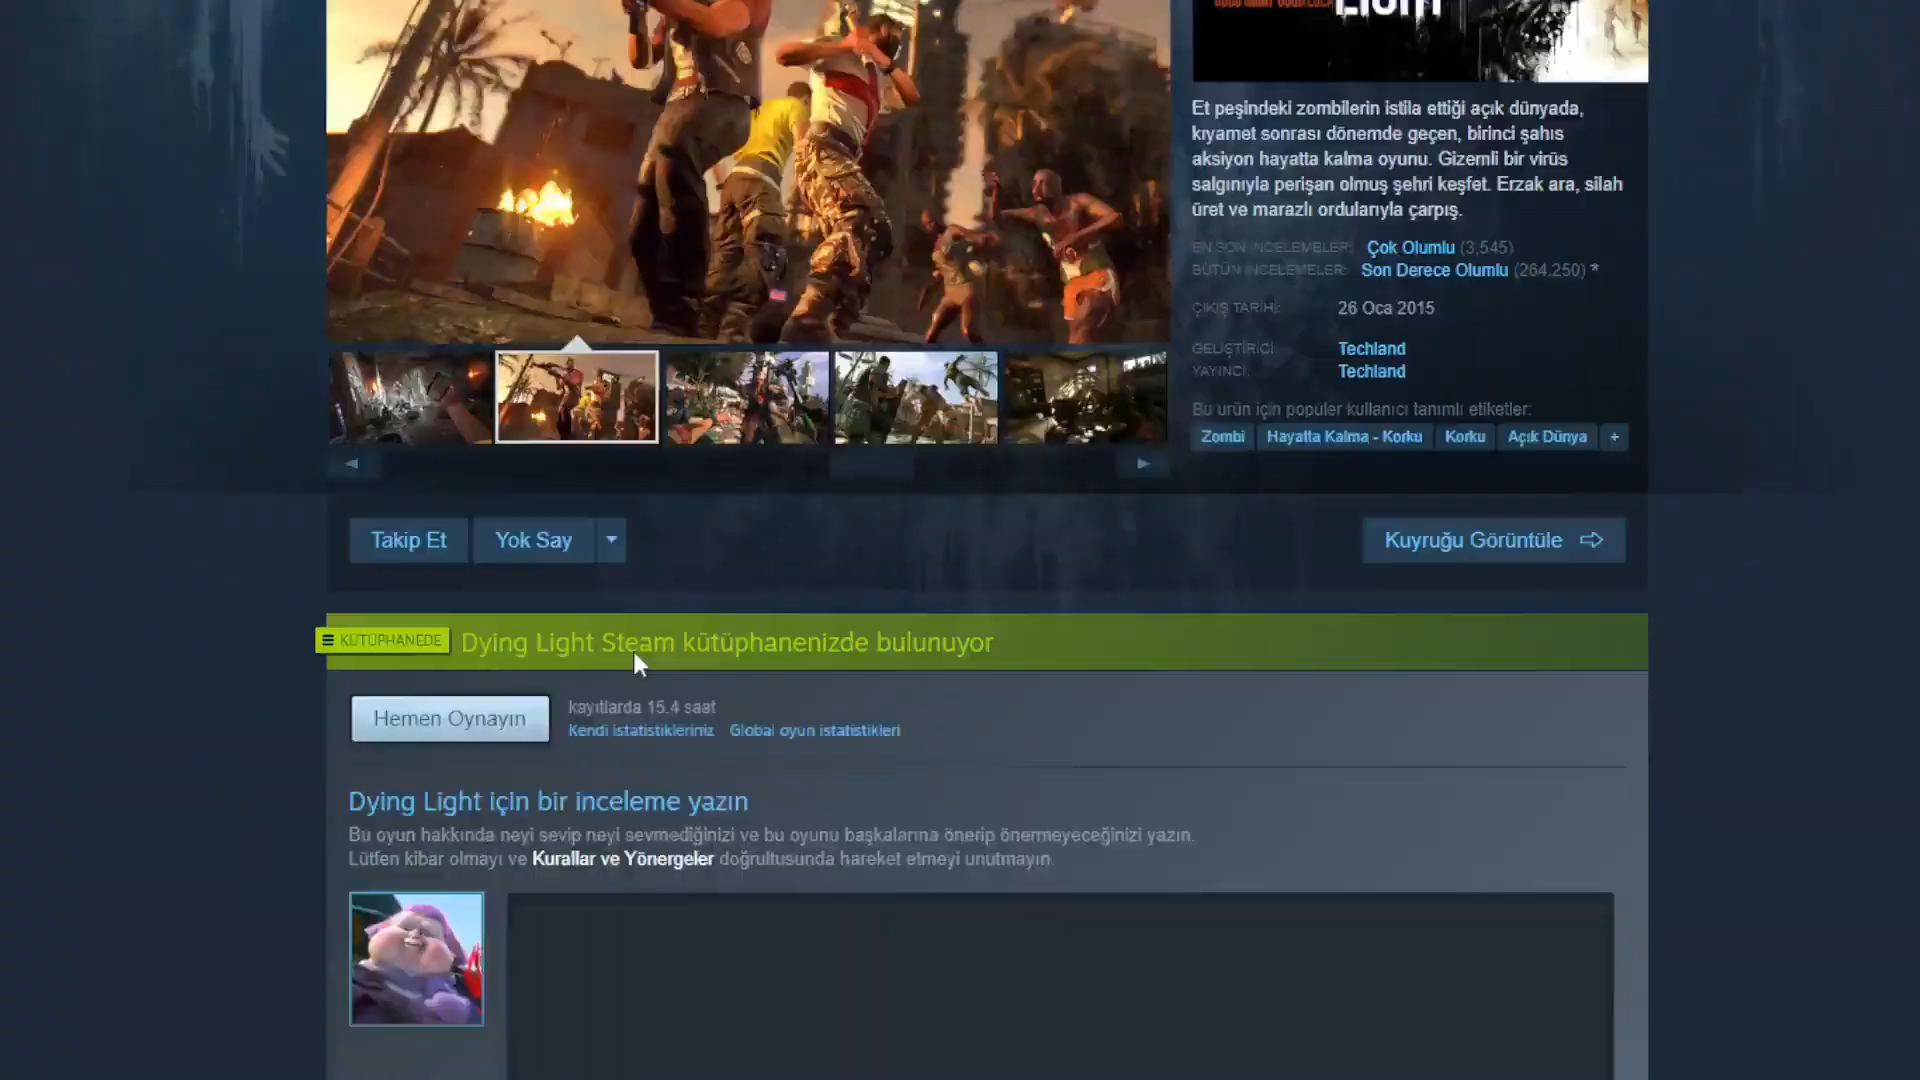 Light
Et peşindeki zombilerin istila ettiği açık dünyada,
kıyamet sonrası dönemde geçen, birinci şahıs
aksiyon hayatta kalma oyunu. Gizemli bir virüs
salgınıyla perişan olmuş şehri keşfet. Erzak ara, silah
üret ve marazlı ordularıyla çarpış.
EN SON İNCELEMELER: Çok Olumlu (3,545)
BÜTÜN İNCELEMELER: Son Derece Olumlu (264.250) *
ÇIKIŞ TARİHİ: 26 Oca 2015
GELİŞTİRİCİ: Techland
YAYINCI: Techland
Bu ürün için popüler kullanıcı tanımlı etiketler:
Zombi Hayatta Kalma - Korku Korku Açık Dünya +
Takip Et Yok Say Kuyruğu Görüntüle
KÜTÜPHANEDE Dying Light Steam kütüphanenizde bulunuyor
Hemen Oynayın kayıtlarda 15.4 saat
Kendi istatistikleriniz Global oyun istatistikleri
Dying Light için bir inceleme yazın
Bu oyun hakkında neyi sevip neyi sevmediğinizi ve bu oyunu başkalarına önerip önermeyeceğinizi yazın.
Lütfen kibar olmayı ve Kurallar ve Yönergeler doğrultusunda hareket etmeyi unutmayın.